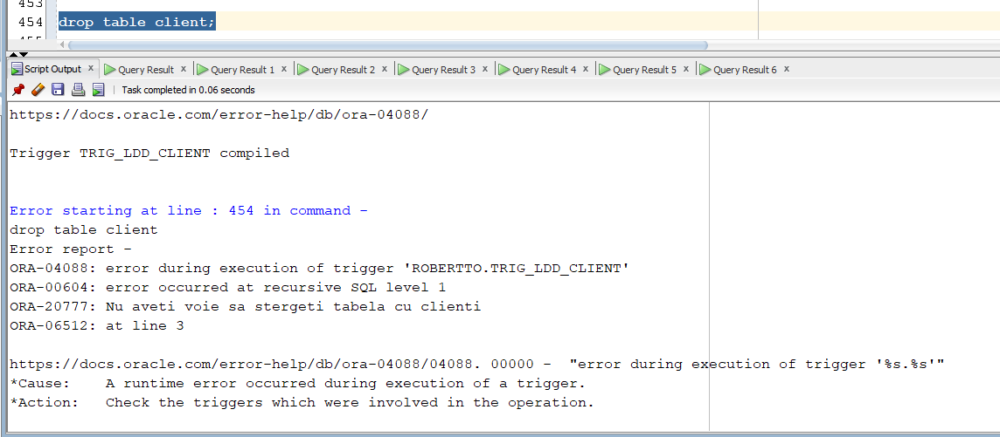 453
454 drop table client;
455
Script Output x Query Result x Query Result 1 x Query Result 2 x Query Result 3 x Query Result 4 x Query Result 5 x Query Result 6 x
Task completed in 0.06 seconds
https://docs.oracle.com/error-help/db/ora-04088/
Trigger TRIG_LDD_CLIENT compiled
Error starting at line : 454 in command -
drop table client
Error report -
ORA-04088: error during execution of trigger 'ROBERTTO.TRIG_LDD_CLIENT'
ORA-00604: error occurred at recursive SQL level 1
ORA-20777: Nu aveti voie sa stergeti tabela cu clienti
ORA-06512: at line 3
https://docs.oracle.com/error-help/db/ora-04088/04088. 00000 -  "error during execution of trigger '%s.%s'"
*Cause:    A runtime error occurred during execution of a trigger.
*Action:   Check the triggers which were involved in the operation.